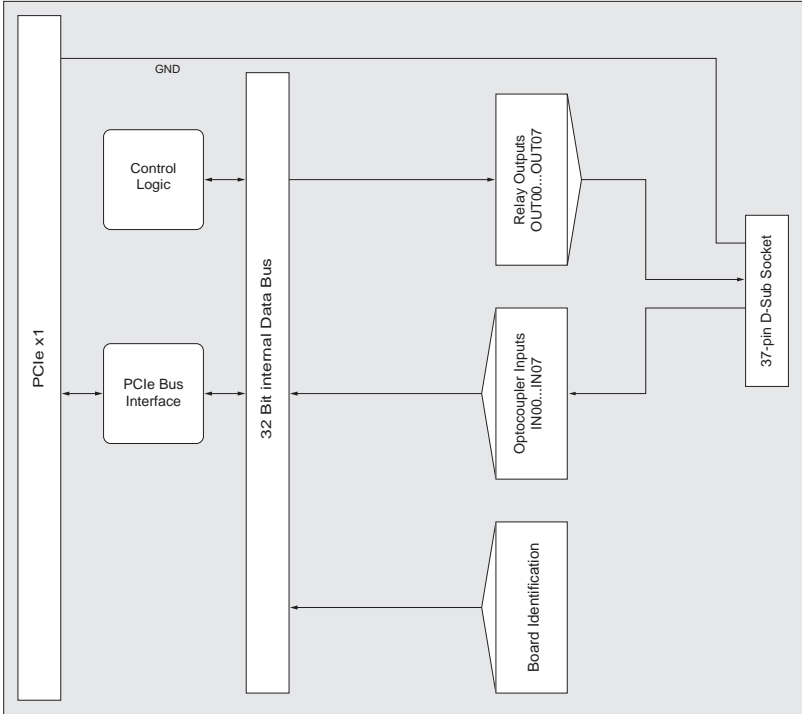 PCIe x1
GND
Control
Logic
PCIe Bus
Interface
32 Bit internal Data Bus
Relay Outputs
OUT00...OUT07
Optocoupler Inputs
IN00...IN07
Board Identification
37-pin D-Sub Socket